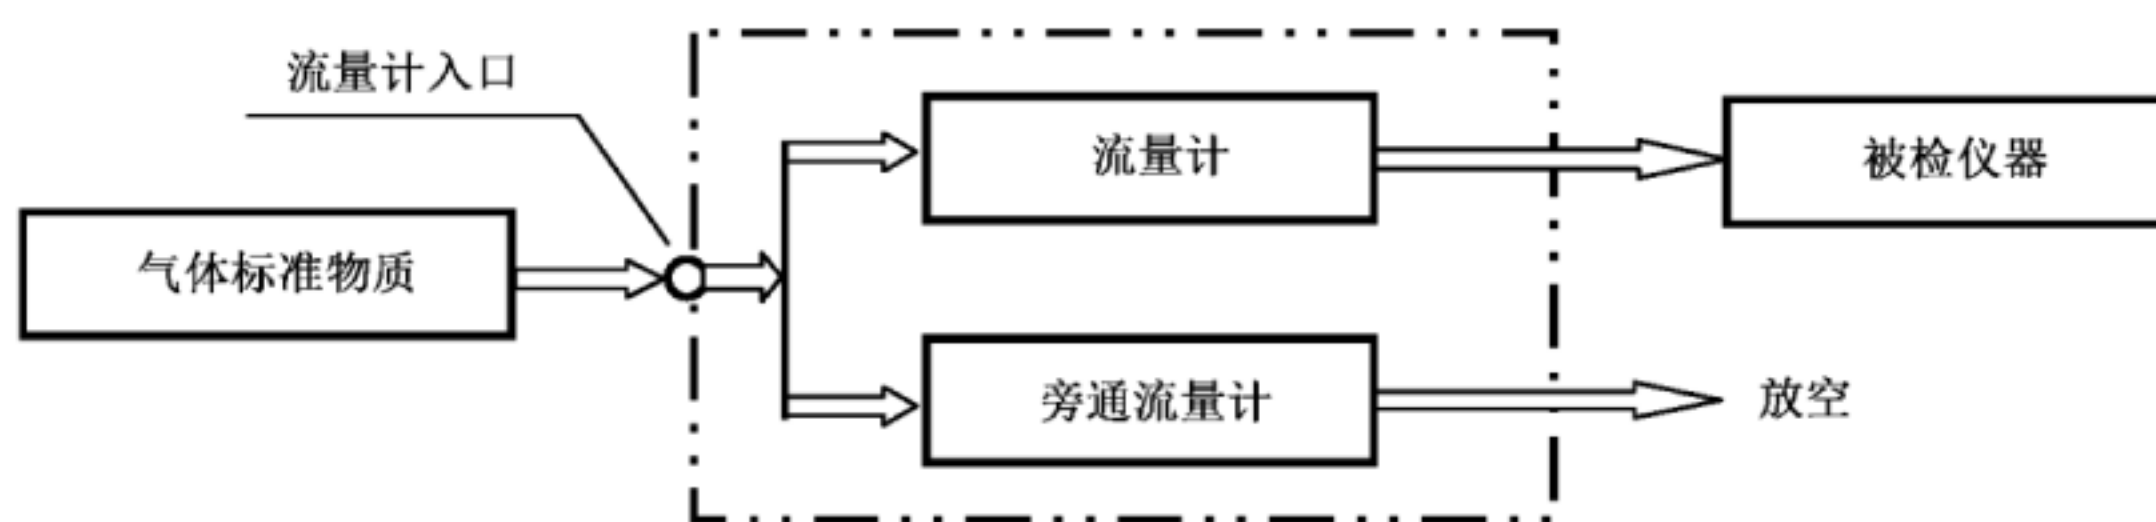 流量计入口
流量计
被检仪器
气体标准物质
旁通流量计
放空